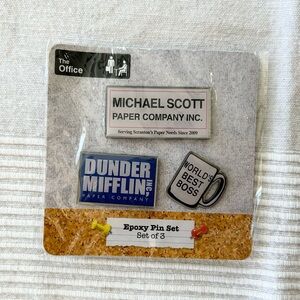 The
Office
MICHAEL SCOTT
PAPER COMPANY INC.
Serving Scranton's Paper Needs Since 2009
DUNDER
MIFFLIN INC.
PAPER COMPANY
WORLD'S
BEST
BOSS
Epoxy Pin Set
Set of 3